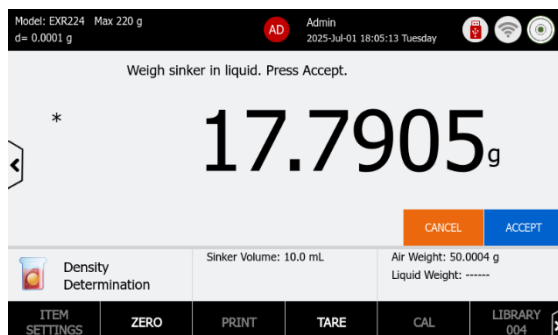 Model: EXR224 Max 220 g
d= 0.0001 g
AD
Admin
2025-Jul-01 18:05:13 Tuesday
Weigh sinker in liquid. Press Accept.
*
17.7905 g
CANCEL
ACCEPT
Density
Determination
Sinker Volume: 10.0 mL
Air Weight: 50.0004 g
Liquid Weight: ------
ITEM
SETTINGS
ZERO
PRINT
TARE
CAL
LIBRARY
004